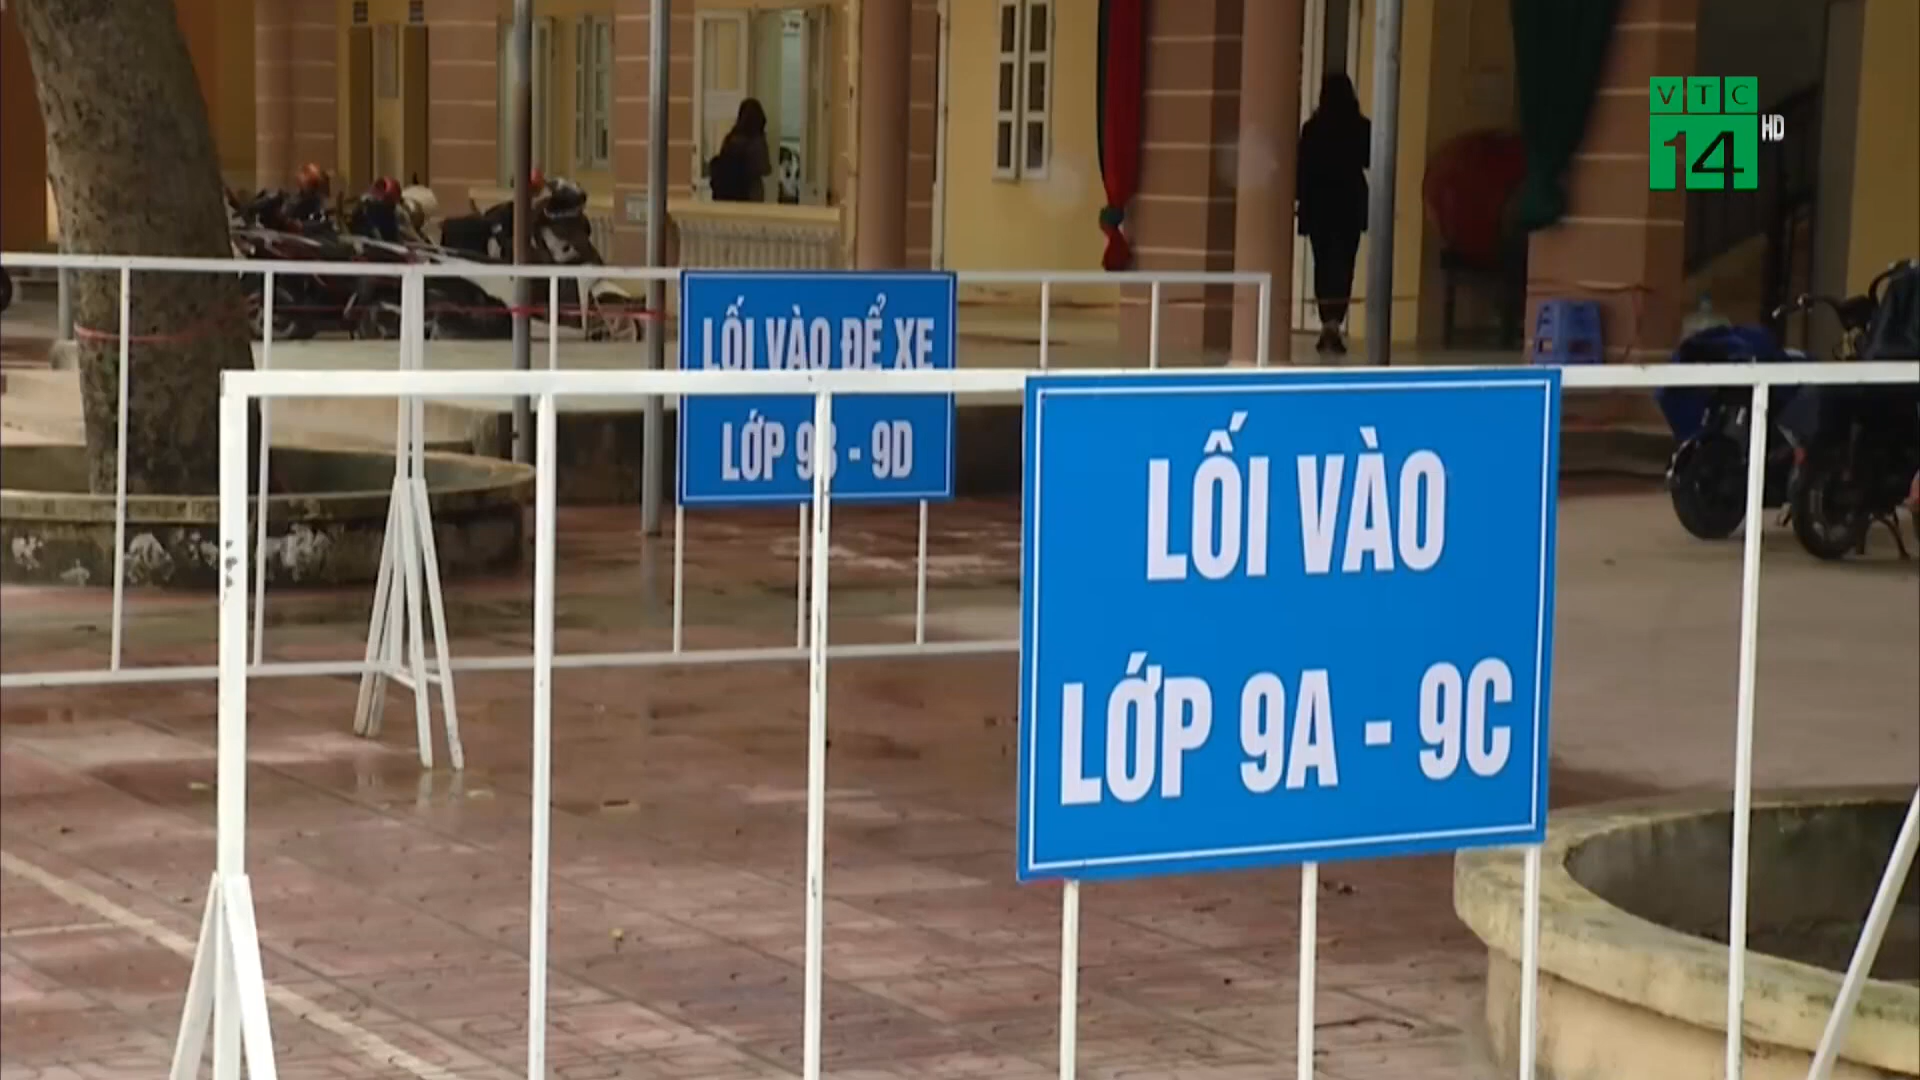 VTC
14 HD
LỐI VÀO ĐỂ XE
LỚP 9B - 9D
LỐI VÀO
LỚP 9A - 9C